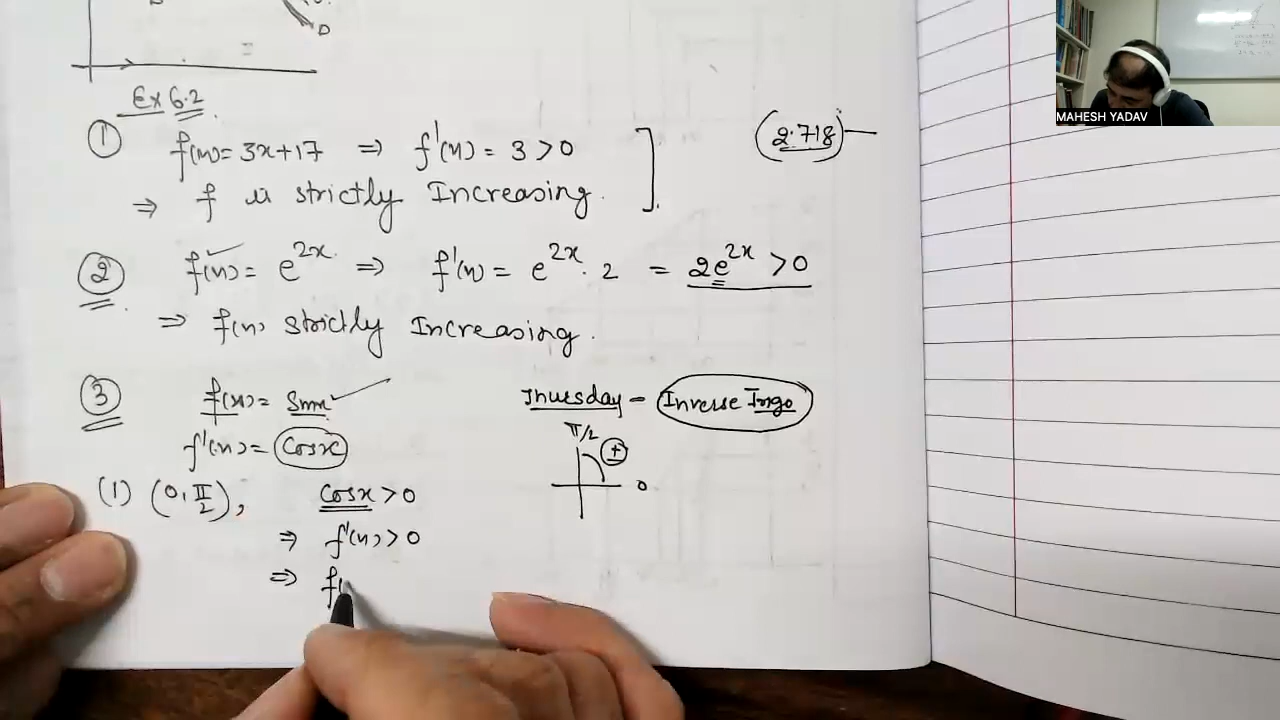 D
Ex 6.2
① f(x) = 3x+17 ⇒ f'(x) = 3 > 0
⇒ f is strictly Increasing.
(2.718)
② f(x) = e^{2x} ⇒ f'(x) = e^{2x}. 2 = 2e^{2x} > 0
⇒ f(x) strictly Increasing.
③ f(x) = Sinx
f'(x) = Cosx
(1) (0, π/2), Cosx > 0
⇒ f'(x) > 0
⇒ f(
Thursday - Inverse Trigo
π/2
+
0
MAHESH YADAV